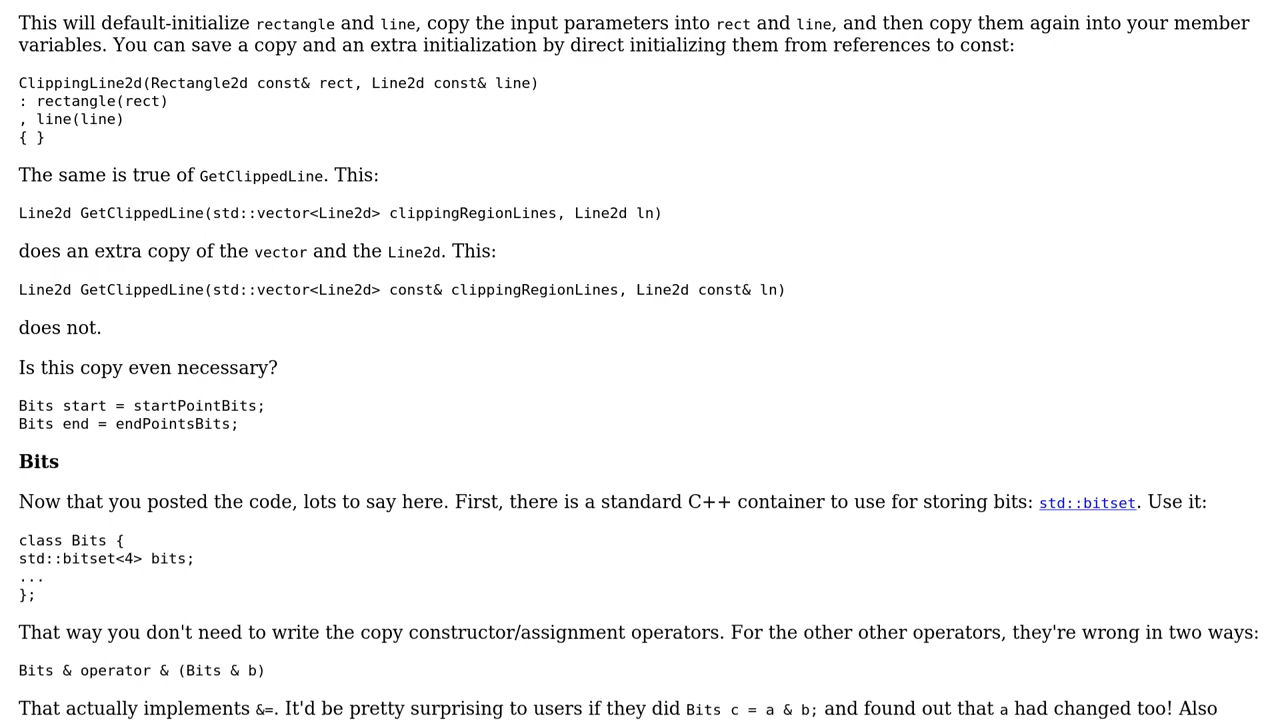 This will default-initialize rectangle and line, copy the input parameters into rect and line, and then copy them again into your member
variables. You can save a copy and an extra initialization by direct initializing them from references to const:
ClippingLine2d(Rectangle2d const& rect, Line2d const& line)
: rectangle(rect)
, line(line)
{ }
The same is true of GetClippedLine. This:
Line2d GetClippedLine(std::vector<Line2d> clippingRegionLines, Line2d ln)
does an extra copy of the vector and the Line2d. This:
Line2d GetClippedLine(std::vector<Line2d> const& clippingRegionLines, Line2d const& ln)
does not.
Is this copy even necessary?
Bits start = startPointBits;
Bits end = endPointsBits;
Bits
Now that you posted the code, lots to say here. First, there is a standard C++ container to use for storing bits: std::bitset. Use it:
class Bits {
std::bitset<4> bits;
...
};
That way you don't need to write the copy constructor/assignment operators. For the other other operators, they're wrong in two ways:
Bits & operator & (Bits & b)
That actually implements &=. It'd be pretty surprising to users if they did Bits c = a & b; and found out that a had changed too! Also